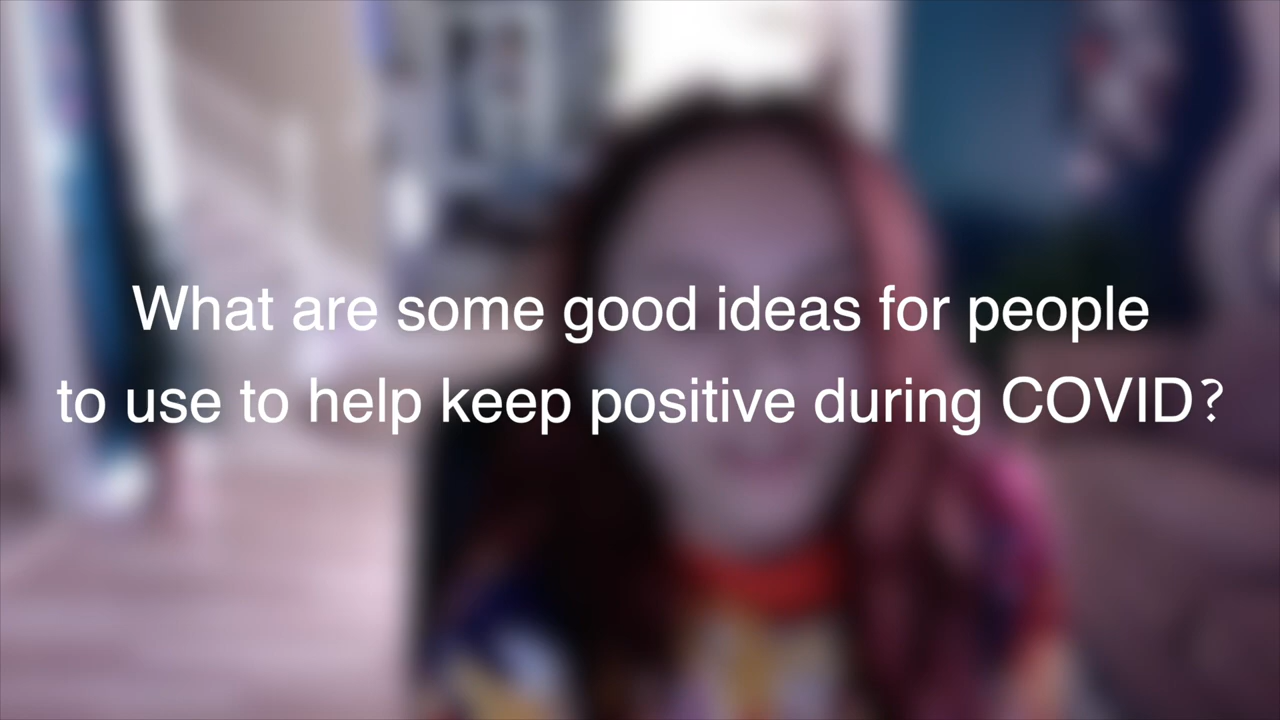 What are some good ideas for people
to use to help keep positive during COVID?